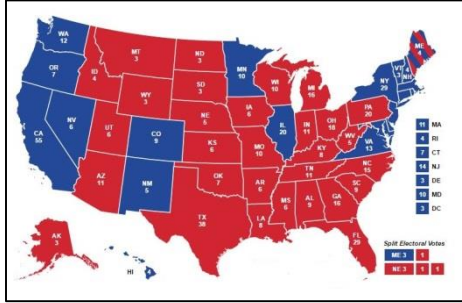 WA
12
OR
7
CA
55
NV
6
ID
4
MT
3
WY
3
UT
6
AZ
11
CO
9
NM
5
ND
3
SD
3
NE
5
KS
6
OK
7
TX
38
MN
10
IA
6
MO
10
AR
6
LA
8
WI
10
IL
20
MI
16
IN
11
OH
18
KY
8
TN
11
MS
6
AL
9
GA
16
FL
29
SC
9
NC
15
VA
13
WV
5
PA
20
NY
29
VT
3
4
NH
ME
4
11 MA
4 RI
7 CT
14 NJ
3 DE
10 MD
3 DC
AK
3
HI
4
Split Electoral Votes
ME 3 1
NE 3 1 1